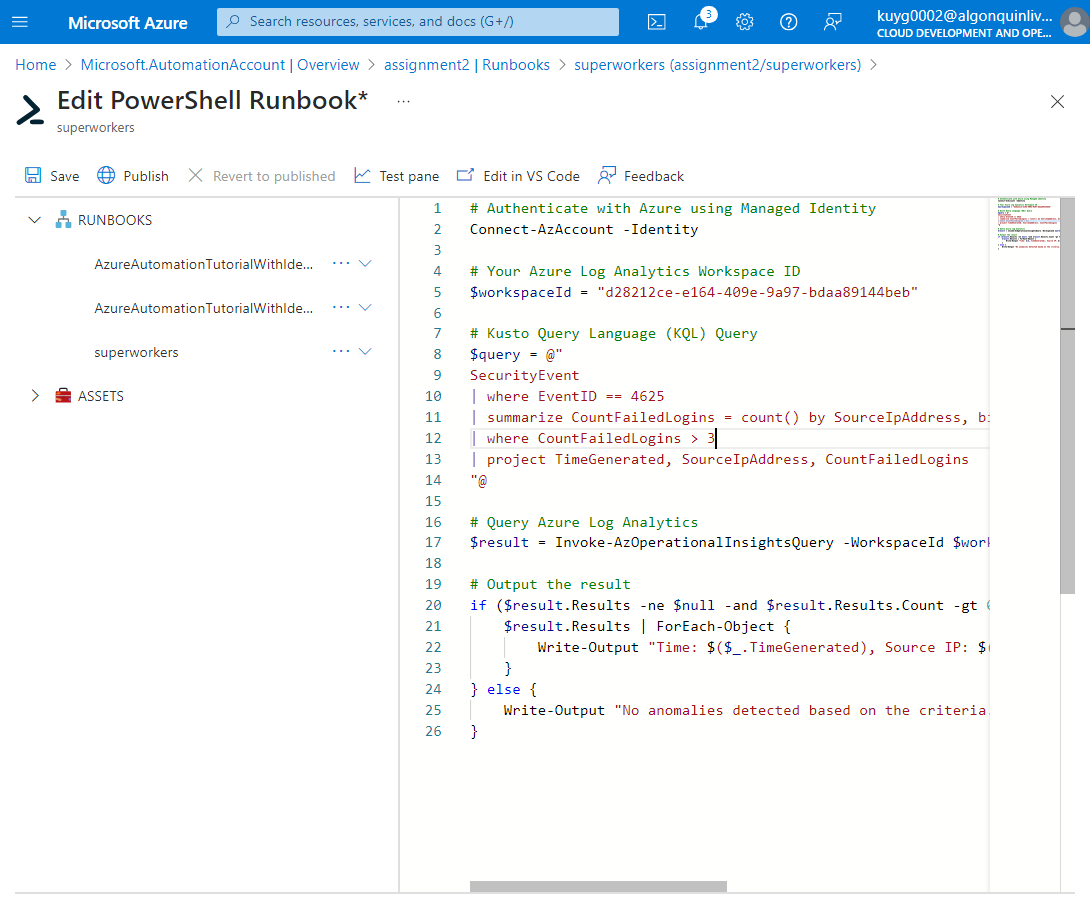 Microsoft Azure
Search resources, services, and docs (G+/)
3
kuyg0002@algonquinliv...
CLOUD DEVELOPMENT AND OPE...
Home > Microsoft.AutomationAccount | Overview > assignment2 | Runbooks > superworkers (assignment2/superworkers) >
Edit PowerShell Runbook* ...
superworkers
Save Publish Revert to published Test pane Edit in VS Code Feedback
RUNBOOKS
AzureAutomationTutorialWithIde... ...
AzureAutomationTutorialWithIde... ...
superworkers ...
ASSETS
1 # Authenticate with Azure using Managed Identity
2 Connect-AzAccount -Identity
3
4 # Your Azure Log Analytics Workspace ID
5 $workspaceId = "d28212ce-e164-409e-9a97-bdaa89144beb"
6
7 # Kusto Query Language (KQL) Query
8 $query = @"
9 SecurityEvent
10 | where EventID == 4625
11 | summarize CountFailedLogins = count() by SourceIpAddress, bi
12 | where CountFailedLogins > 3
13 | project TimeGenerated, SourceIpAddress, CountFailedLogins
14 "@
15
16 # Query Azure Log Analytics
17 $result = Invoke-AzOperationalInsightsQuery -WorkspaceId $work
18
19 # Output the result
20 if ($result.Results -ne $null -and $result.Results.Count -gt 0
21 $result.Results | ForEach-Object {
22 Write-Output "Time: $($_.TimeGenerated), Source IP: $(
23 }
24 } else {
25 Write-Output "No anomalies detected based on the criteria.
26 }